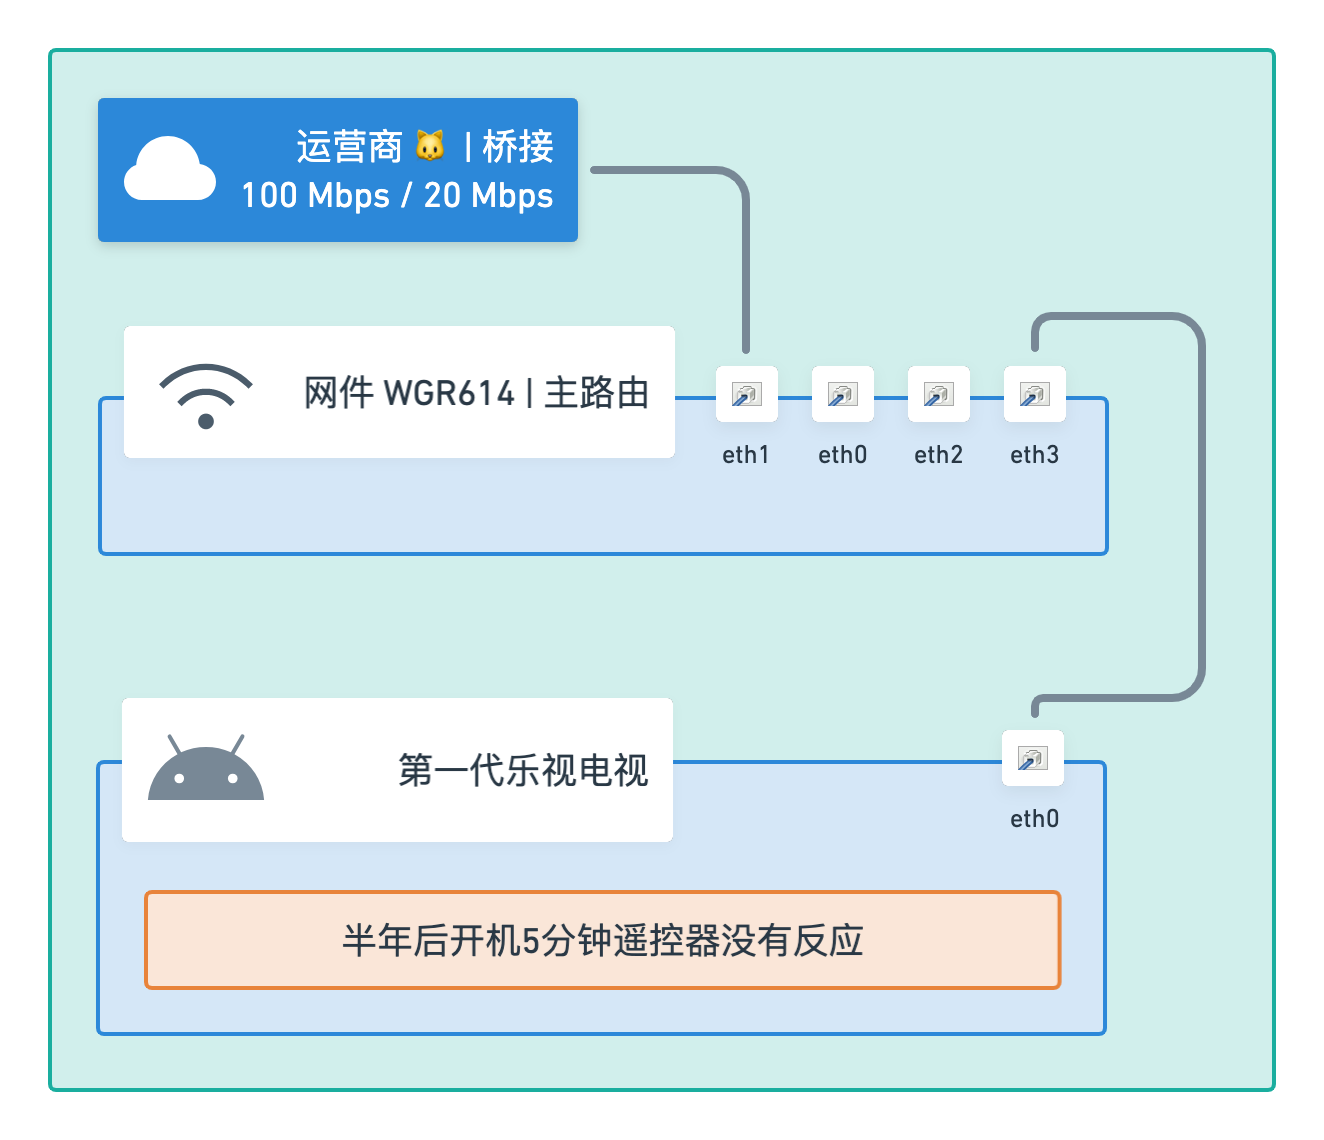 运营商 🐱 | 桥接
100 Mbps / 20 Mbps
网件 WGR614 | 主路由
eth1
eth0
eth2
eth3
第一代乐视电视
eth0
半年后开机5分钟遥控器没有反应